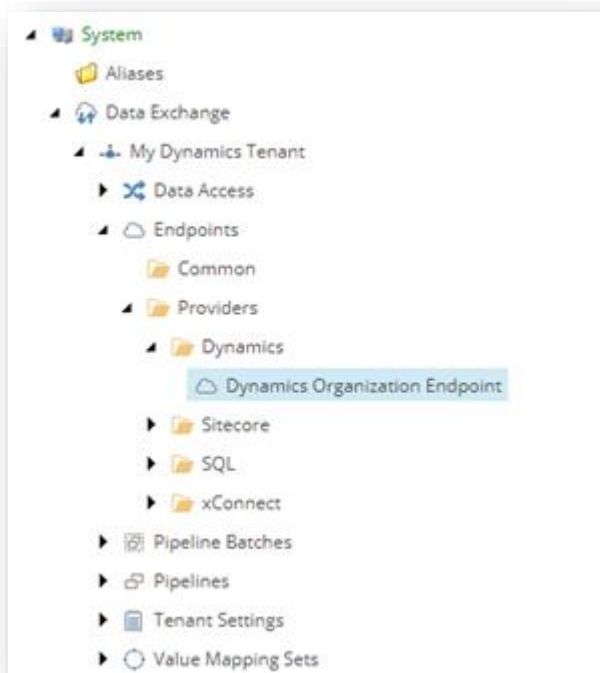 System
Aliases
Data Exchange
My Dynamics Tenant
Data Access
Endpoints
Common
Providers
Dynamics
Dynamics Organization Endpoint
Sitecore
SQL
xConnect
Pipeline Batches
Pipelines
Tenant Settings
Value Mapping Sets